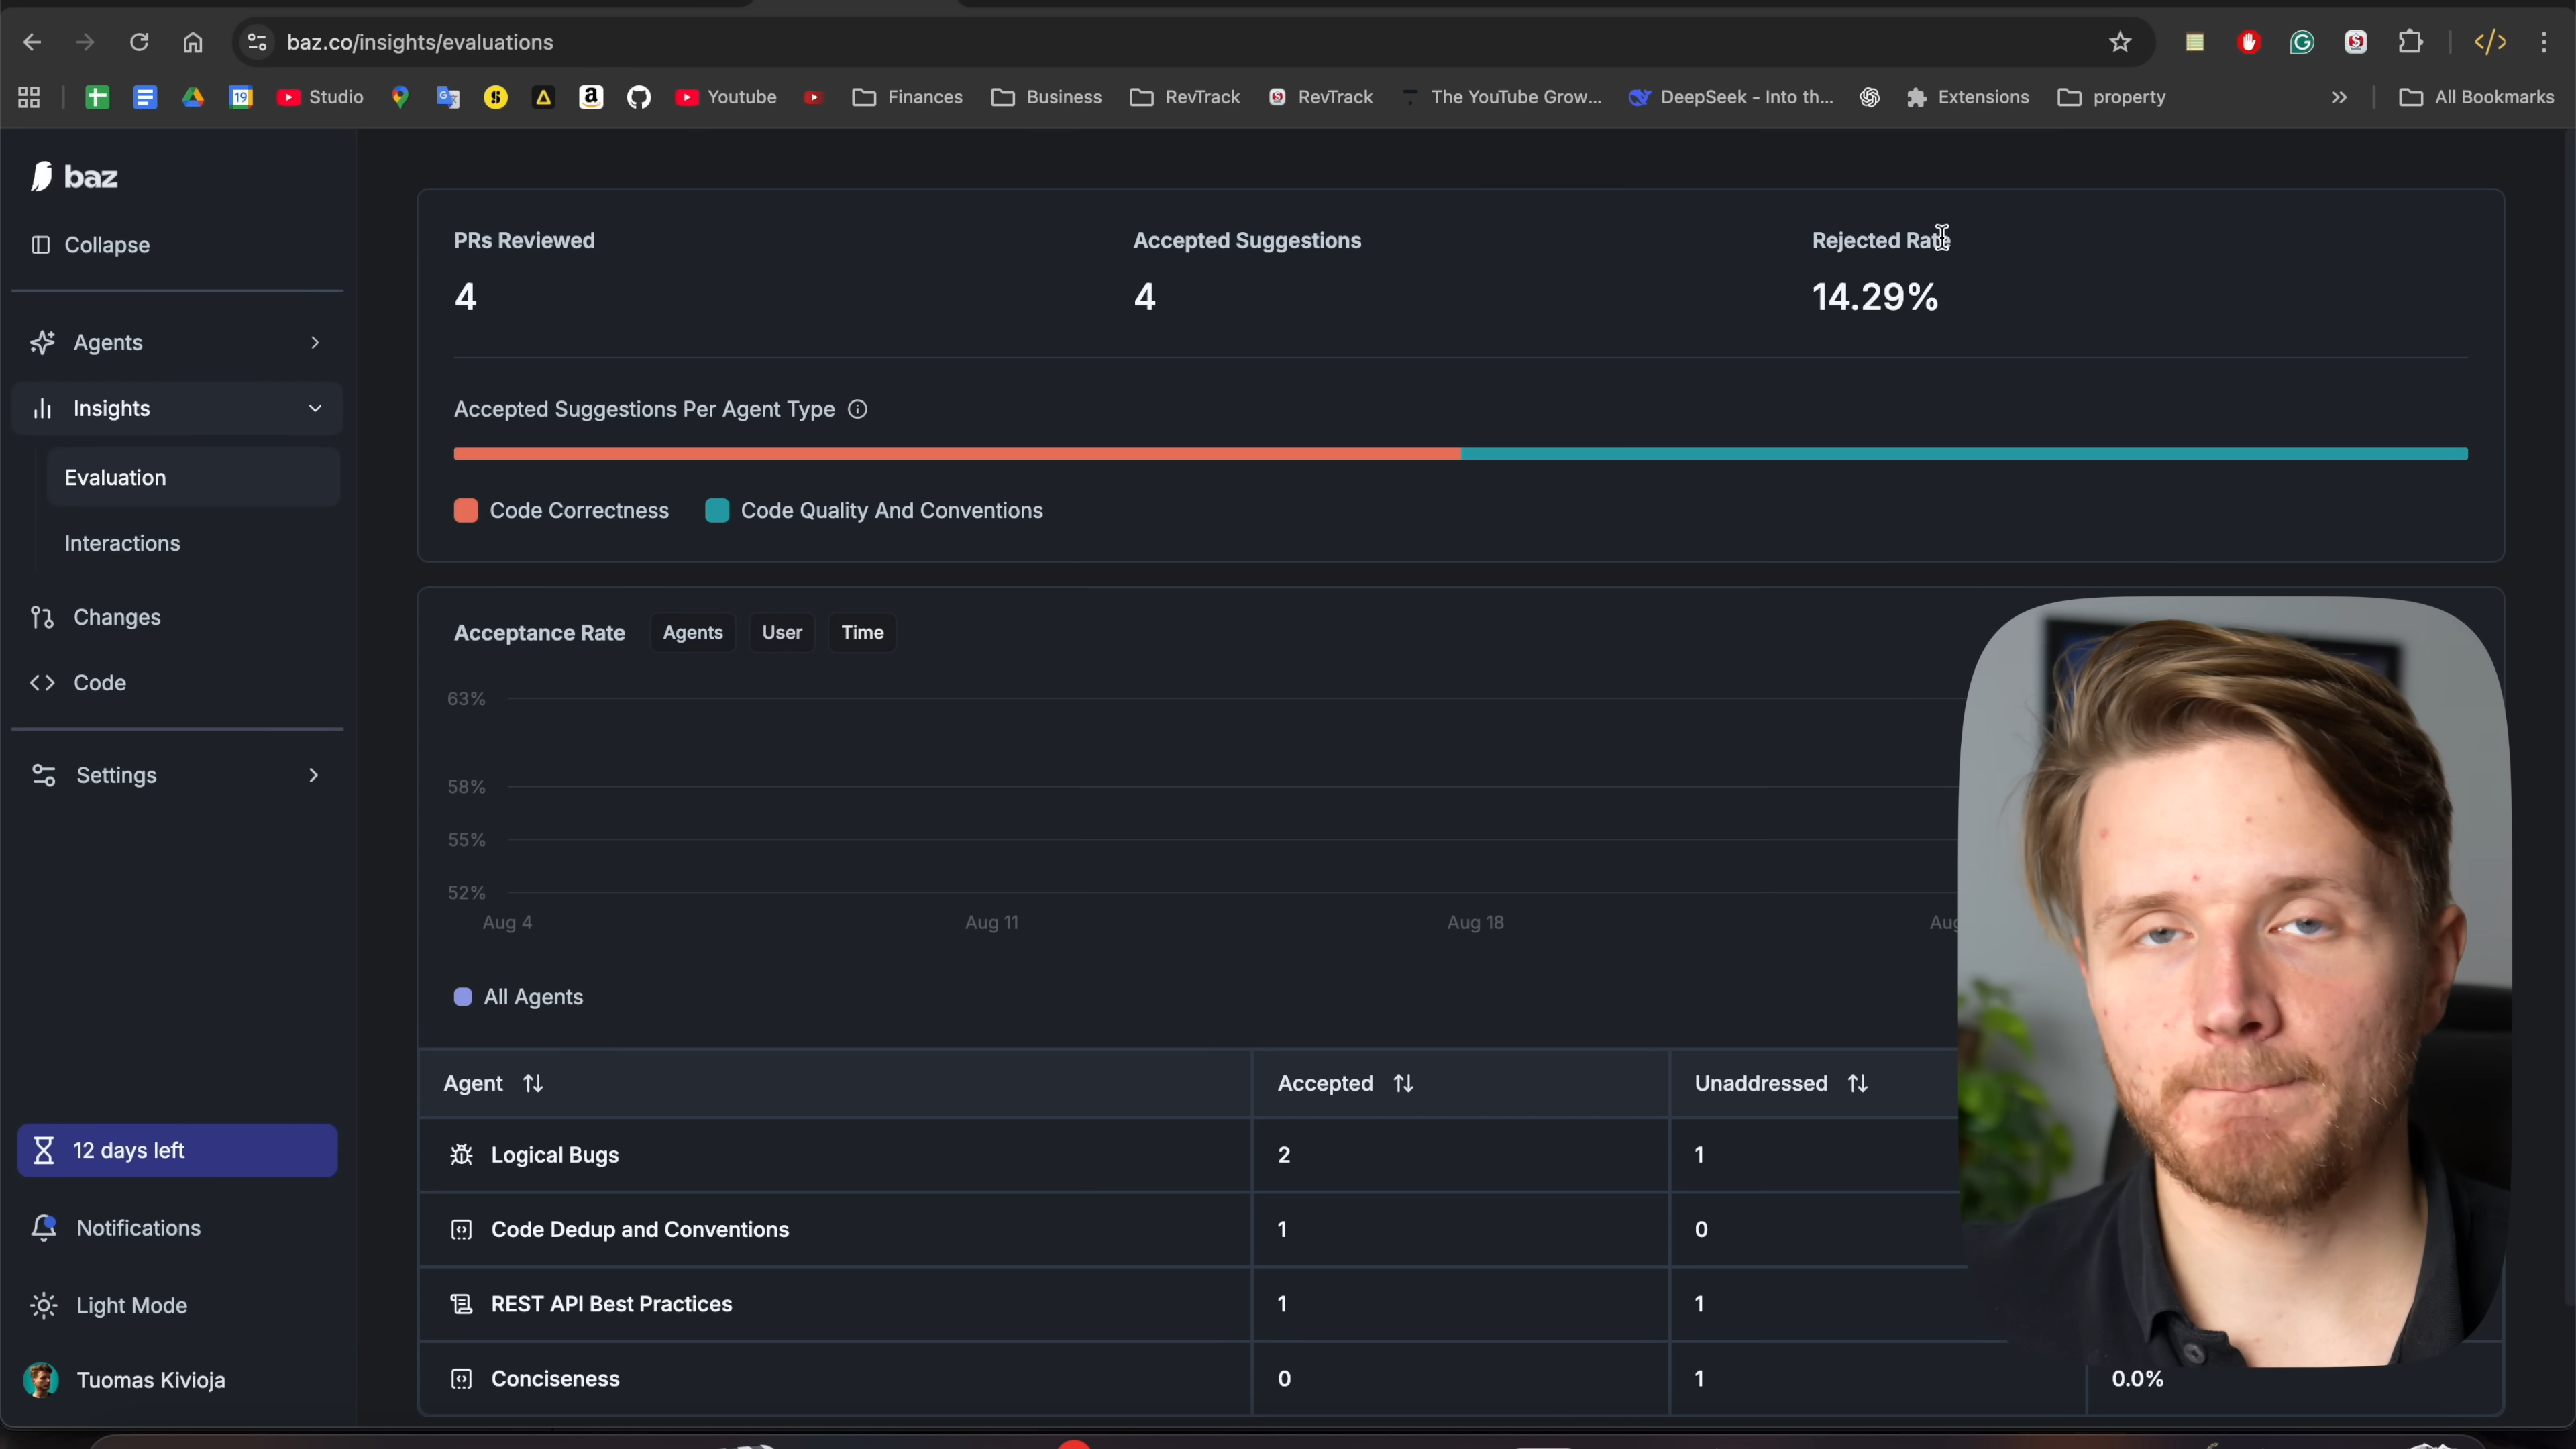 baz.co/insights/evaluations
19
Studio
Youtube
Finances
Business
RevTrack
RevTrack
The YouTube Grow...
DeepSeek - Into th...
Extensions
property
All Bookmarks
baz
Collapse
Agents
Insights
Evaluation
Interactions
Changes
Code
Settings
12 days left
Notifications
Light Mode
Tuomas Kivioja
PRs Reviewed
4
Accepted Suggestions
4
Rejected Rate
14.29%
Accepted Suggestions Per Agent Type
Code Correctness
Code Quality And Conventions
Acceptance Rate
Agents
User
Time
63%
58%
55%
52%
Aug 4
Aug 11
Aug 18
All Agents
Agent
Accepted
Unaddressed
Logical Bugs
2
1
Code Dedup and Conventions
1
0
REST API Best Practices
1
1
Conciseness
0
1
0.0%